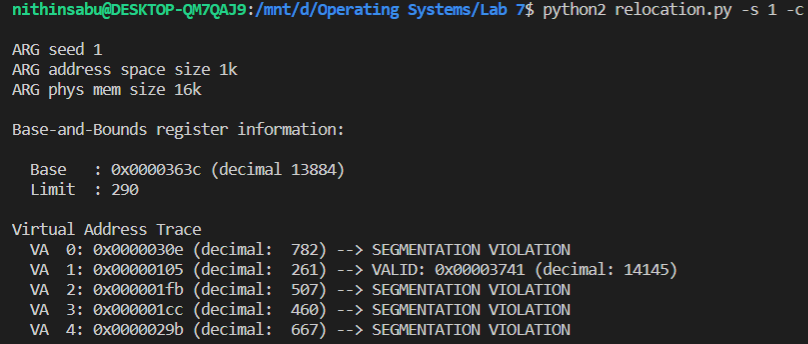 nithinsabu@DESKTOP-QM7QAJ9:/mnt/d/Operating Systems/Lab 7$ python2 relocation.py -s 1 -c
ARG seed 1
ARG address space size 1k
ARG phys mem size 16k
Base-and-Bounds register information:
Base   : 0x0000363c (decimal 13884)
Limit  : 290
Virtual Address Trace
VA  0: 0x0000030e (decimal:  782) --> SEGMENTATION VIOLATION
VA  1: 0x00000105 (decimal:  261) --> VALID: 0x00003741 (decimal: 14145)
VA  2: 0x000001fb (decimal:  507) --> SEGMENTATION VIOLATION
VA  3: 0x000001cc (decimal:  460) --> SEGMENTATION VIOLATION
VA  4: 0x0000029b (decimal:  667) --> SEGMENTATION VIOLATION